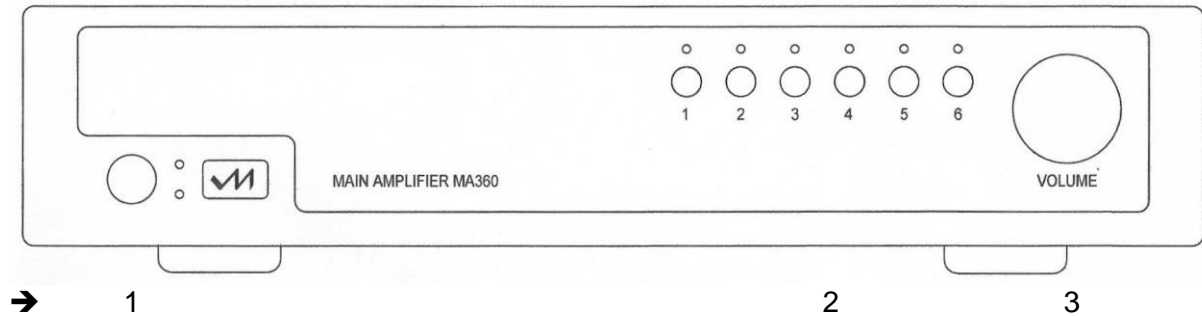 1 2 3 4 5 6
MAIN AMPLIFIER MA360
VOLUME
➔ 1 2 3